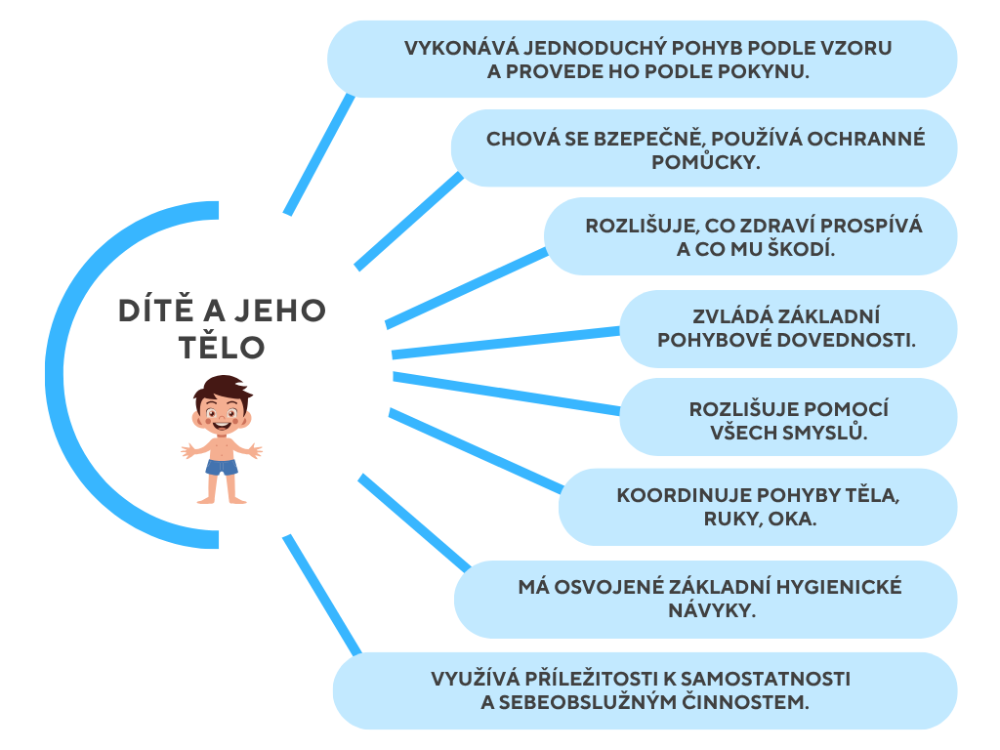 VYKONÁVÁ JEDNODUCHÝ POHYB PODLE VZORU
A PROVEDE HO PODLE POKYNU.
CHOVÁ SE BZEPEČNĚ, POUŽÍVÁ OCHRANNÉ
POMŮCKY.
ROZLIŠUJE, CO ZDRAVÍ PROSPÍVÁ
A CO MU ŠKODÍ.
DÍTĚ A JEHO
TĚLO
ZVLÁDÁ ZÁKLADNÍ
POHYBOVÉ DOVEDNOSTI.
ROZLIŠUJE POMOCÍ
VŠECH SMYSLŮ.
KOORDINUJE POHYBY TĚLA,
RUKY, OKA.
MÁ OSVOJENÉ ZÁKLADNÍ HYGIENICKÉ
NÁVYKY.
VYUŽÍVÁ PŘÍLEŽITOSTI K SAMOSTATNOSTI
A SEBEOBSLUŽNÝM ČINNOSTEM.